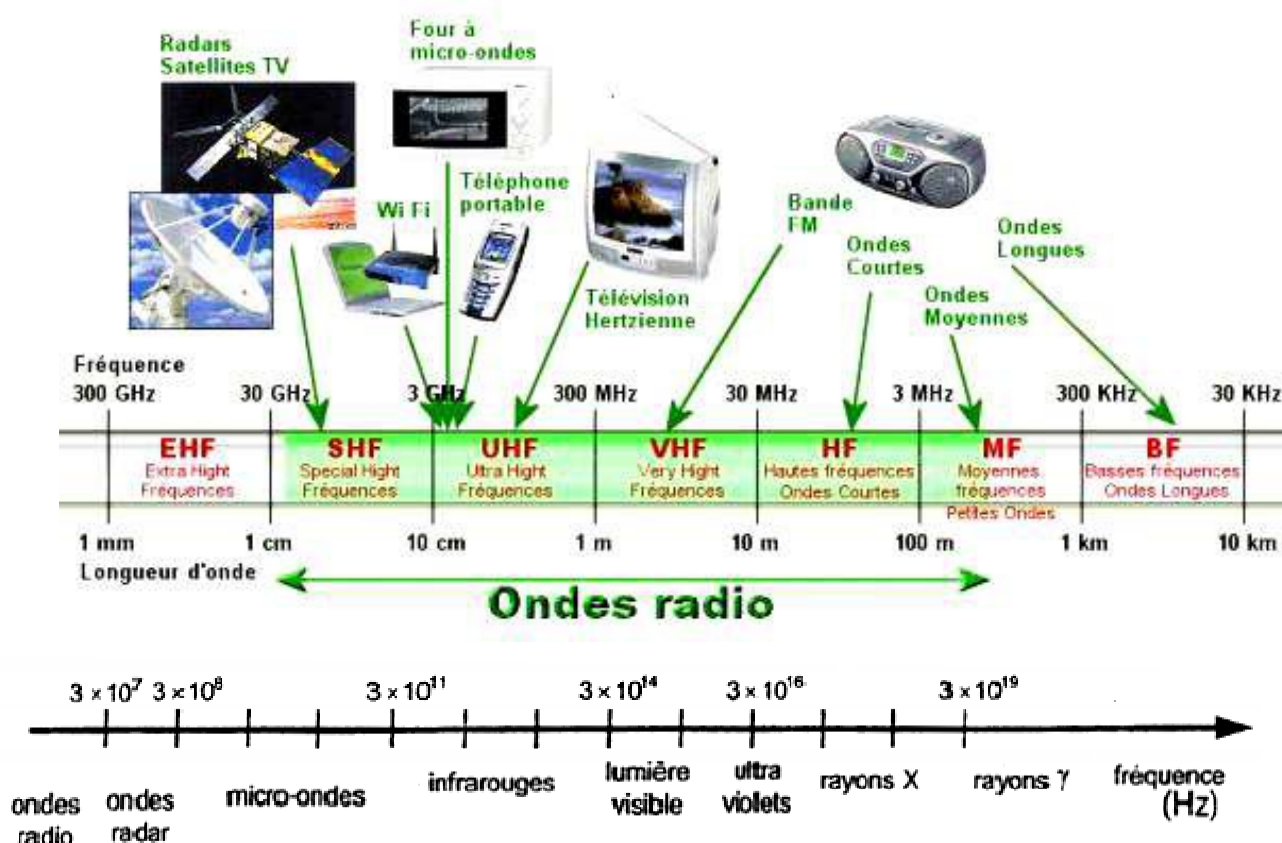 Radars
Satellites TV
Four à
micro-ondes
Wi Fi
Téléphone
portable
Télévision
Hertzienne
Bande
FM
Ondes
Courtes
Ondes
Moyennes
Ondes
Longues
Fréquence
300 GHz 30 GHz 3 GHz 300 MHz 30 MHz 3 MHz 300 KHz 30 KHz
EHF SHF UHF VHF HF MF BF
Extra Hight Special Hight Ultra Hight Very Hight Hautes fréquences Moyennes Basses fréquences
Fréquences Fréquences Fréquences Fréquences Ondes Courtes fréquences Ondes Longues
Petites Ondes
1 mm 1 cm 10 cm 1 m 10 m 100 m 1 km 10 km
Longueur d'onde
Ondes radio
3 × 10⁷ 3 × 10⁸ 3 × 10¹¹ 3 × 10¹⁴ 3 × 10¹⁶ 3 × 10¹⁹
ondes
radio
ondes
radar
micro-ondes
infrarouges
lumière
visible
ultra
violets
rayons X
rayons γ
fréquence
(Hz)